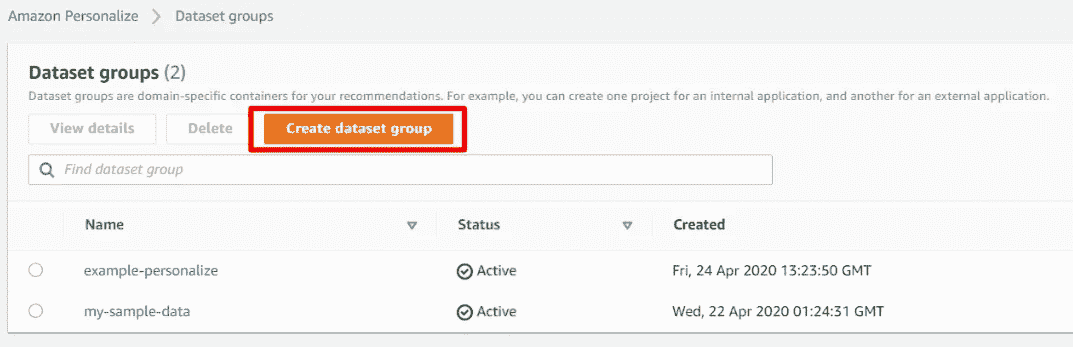 Amazon Personalize > Dataset groups
Dataset groups (2)
Dataset groups are domain-specific containers for your recommendations. For example, you can create one project for an internal application, and another for an external application.
View details Delete Create dataset group
Find dataset group
Name Status Created
example-personalize Active Fri, 24 Apr 2020 13:23:50 GMT
my-sample-data Active Wed, 22 Apr 2020 01:24:31 GMT